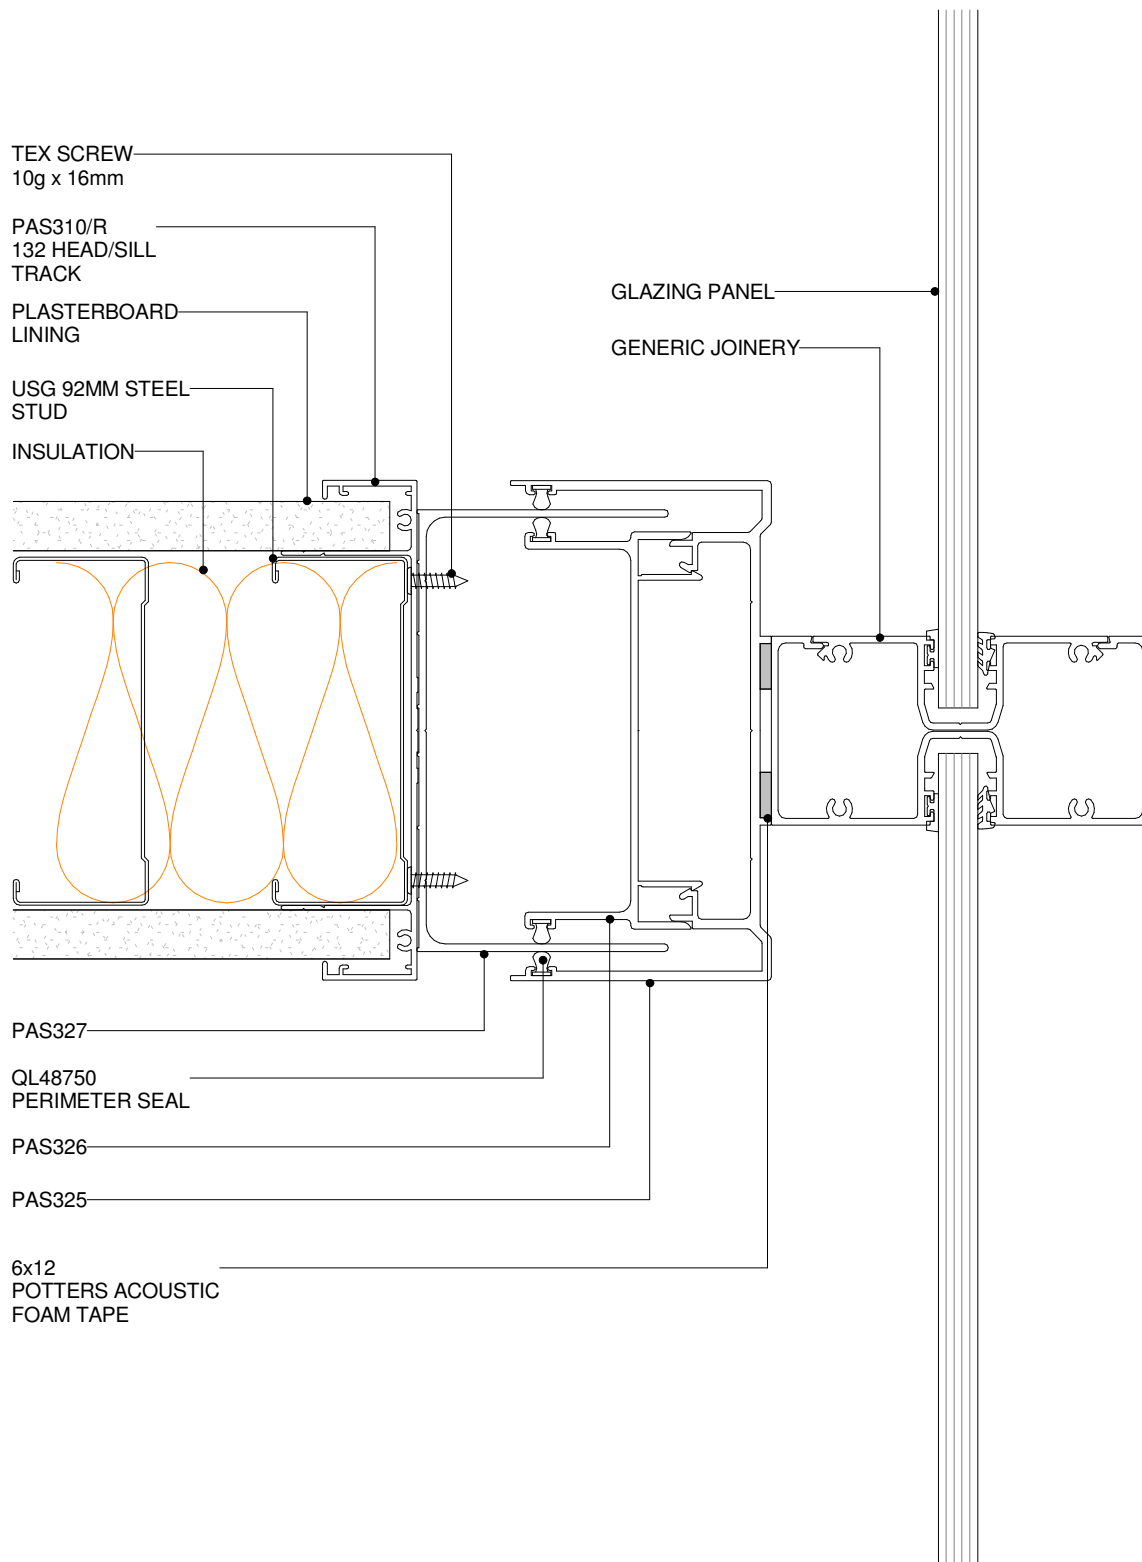 TEX SCREW
10g x 16mm
PAS310/R
132 HEAD/SILL
TRACK
PLASTERBOARD
LINING
USG 92MM STEEL
STUD
INSULATION
GLAZING PANEL
GENERIC JOINERY
PAS327
QL48750
PERIMETER SEAL
PAS326
PAS325
6x12
POTTERS ACOUSTIC
FOAM TAPE